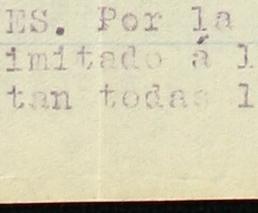 ES. Por la
imitado á l
tan todas l